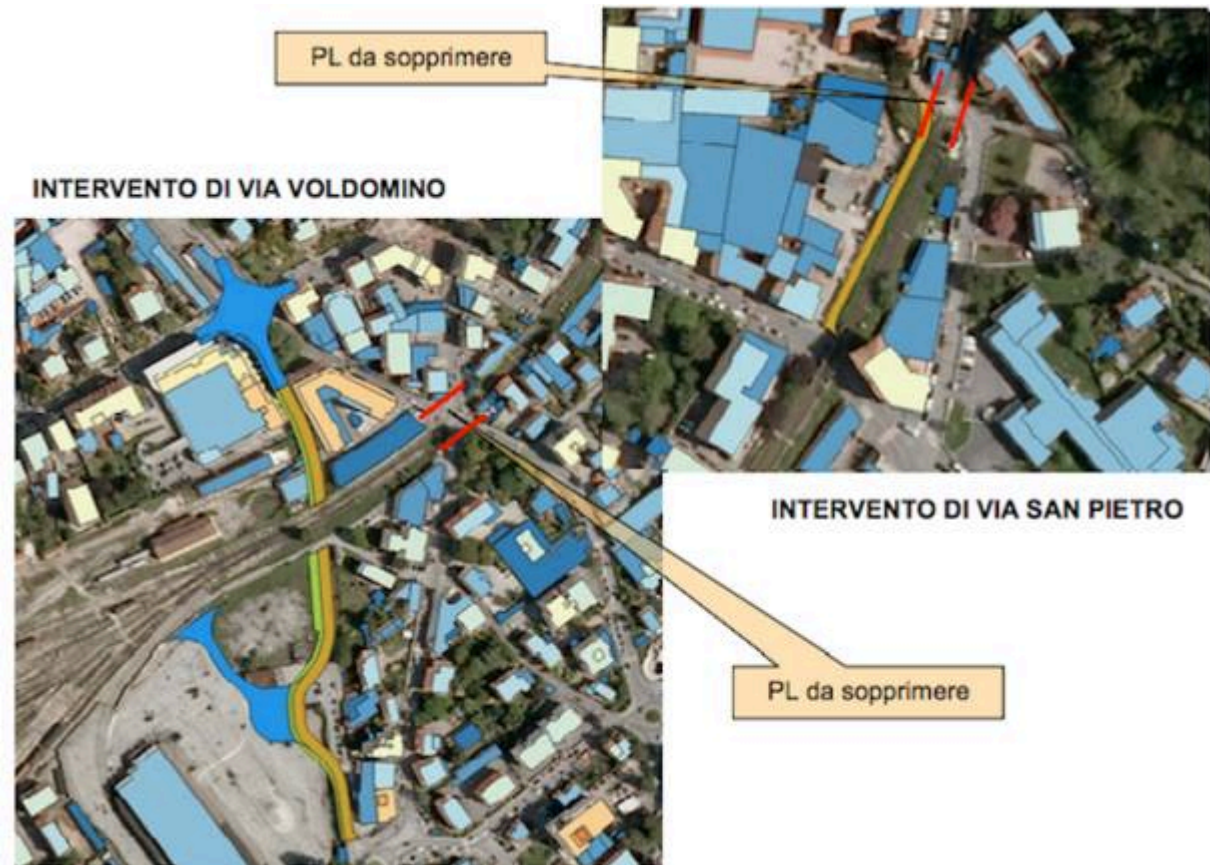 PL da sopprimere
INTERVENTO DI VIA VOLDOMINO
INTERVENTO DI VIA SAN PIETRO
PL da sopprimere